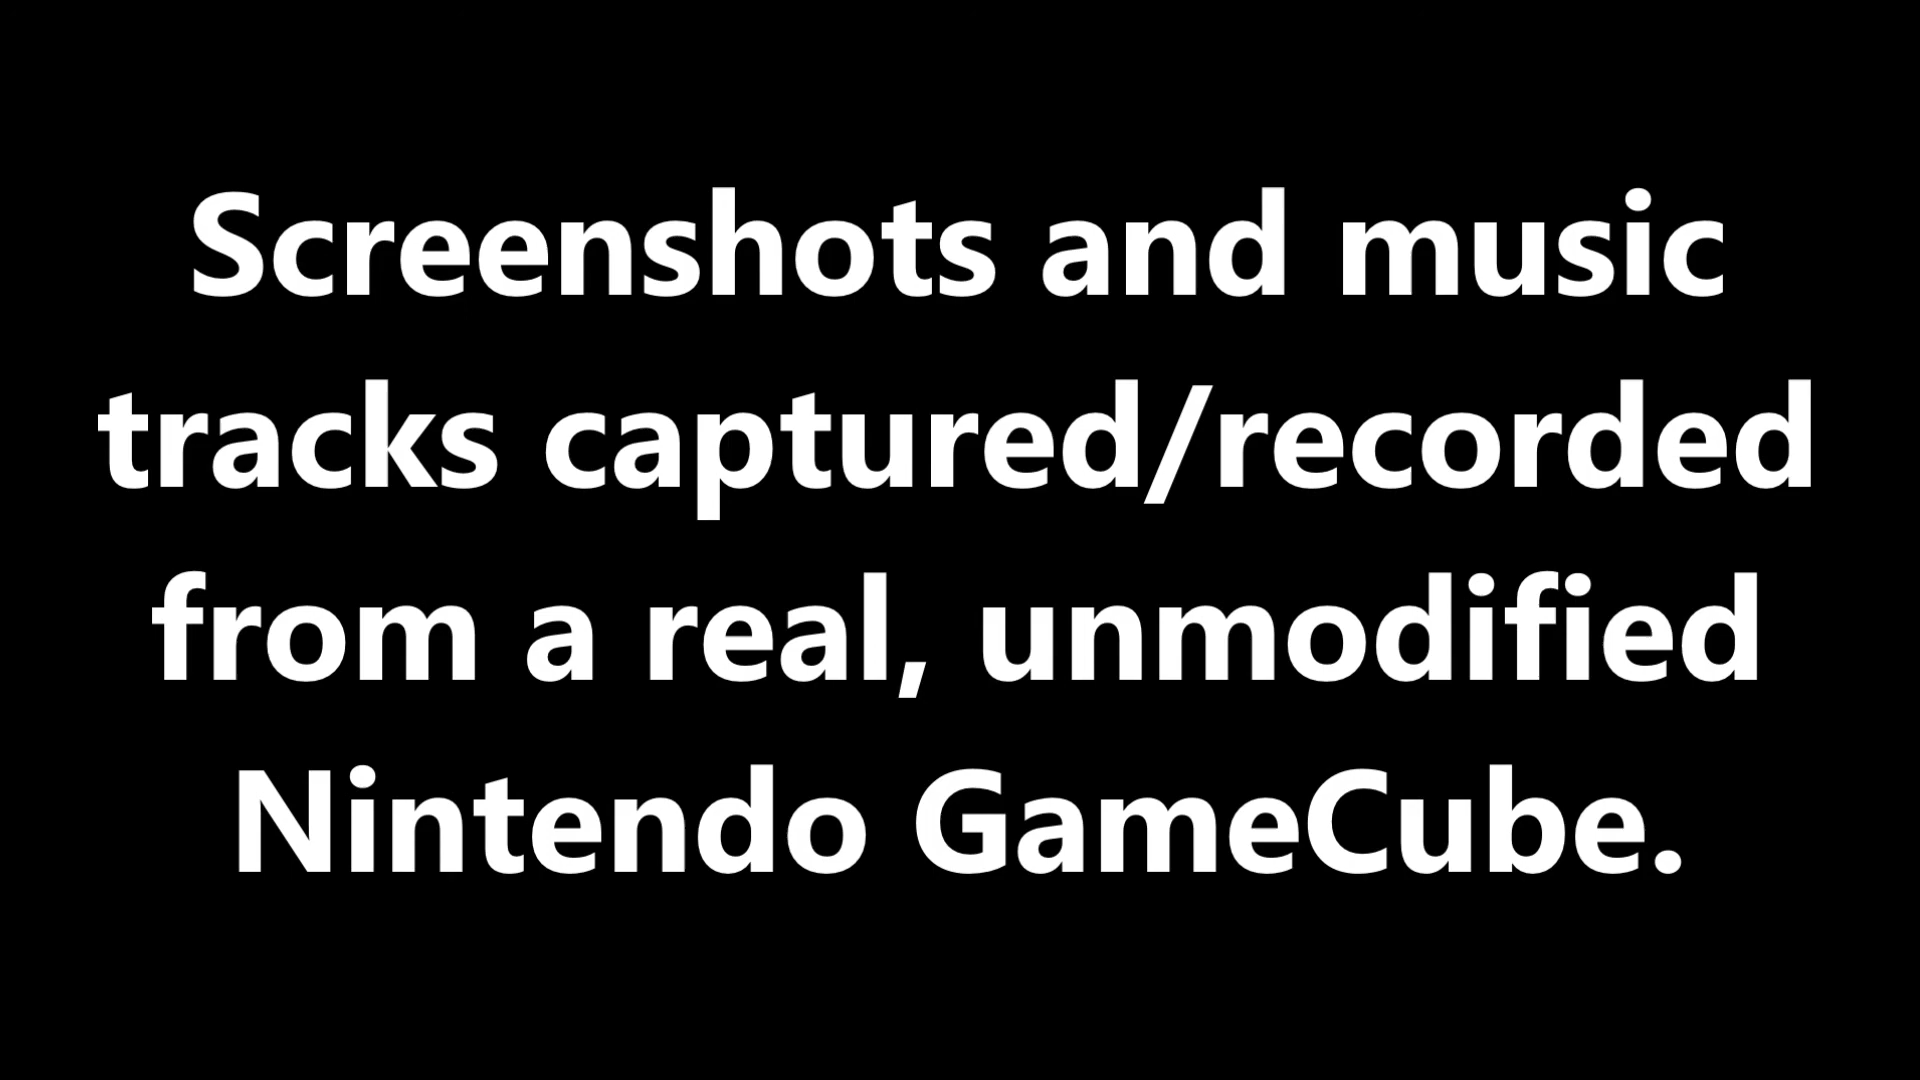 Screenshots and music
tracks captured/recorded
from a real, unmodified
Nintendo GameCube.